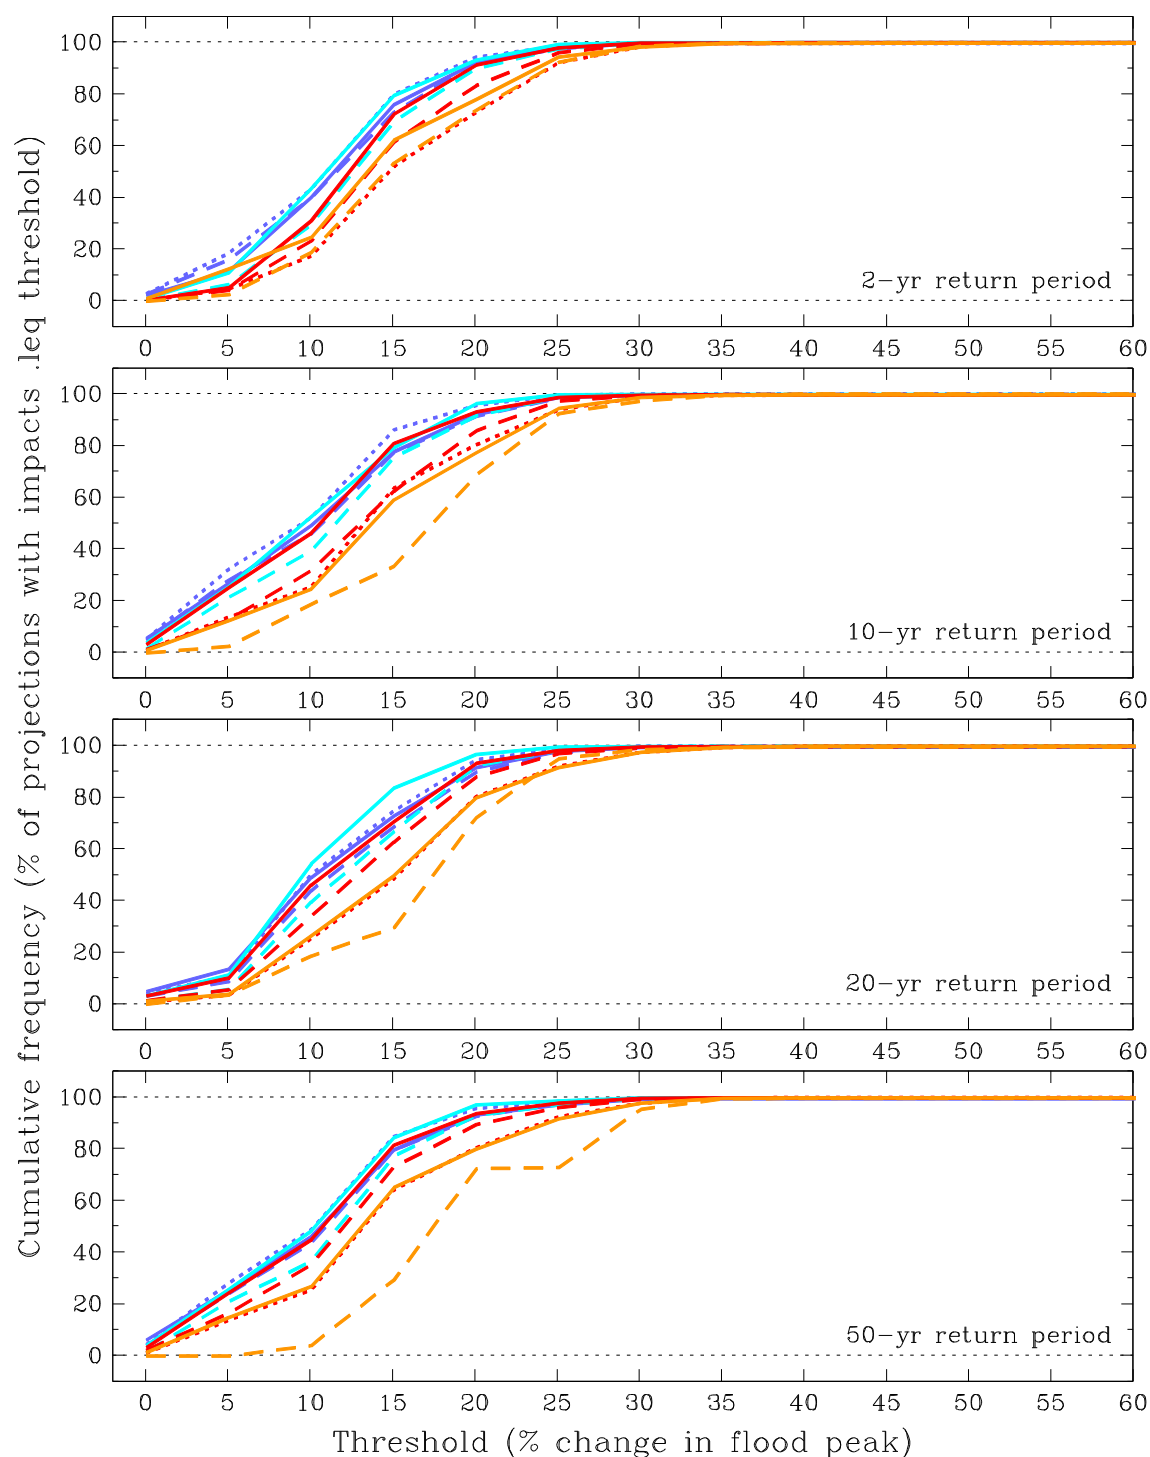 Cumulative frequency (% of projections with impacts .leq threshold)
100
80
60
40
20
0
2-yr return period
0 5 10 15 20 25 30 35 40 45 50 55 60
100
80
60
40
20
0
10-yr return period
0 5 10 15 20 25 30 35 40 45 50 55 60
100
80
60
40
20
0
20-yr return period
0 5 10 15 20 25 30 35 40 45 50 55 60
100
80
60
40
20
0
50-yr return period
0 5 10 15 20 25 30 35 40 45 50 55 60
Threshold (% change in flood peak)